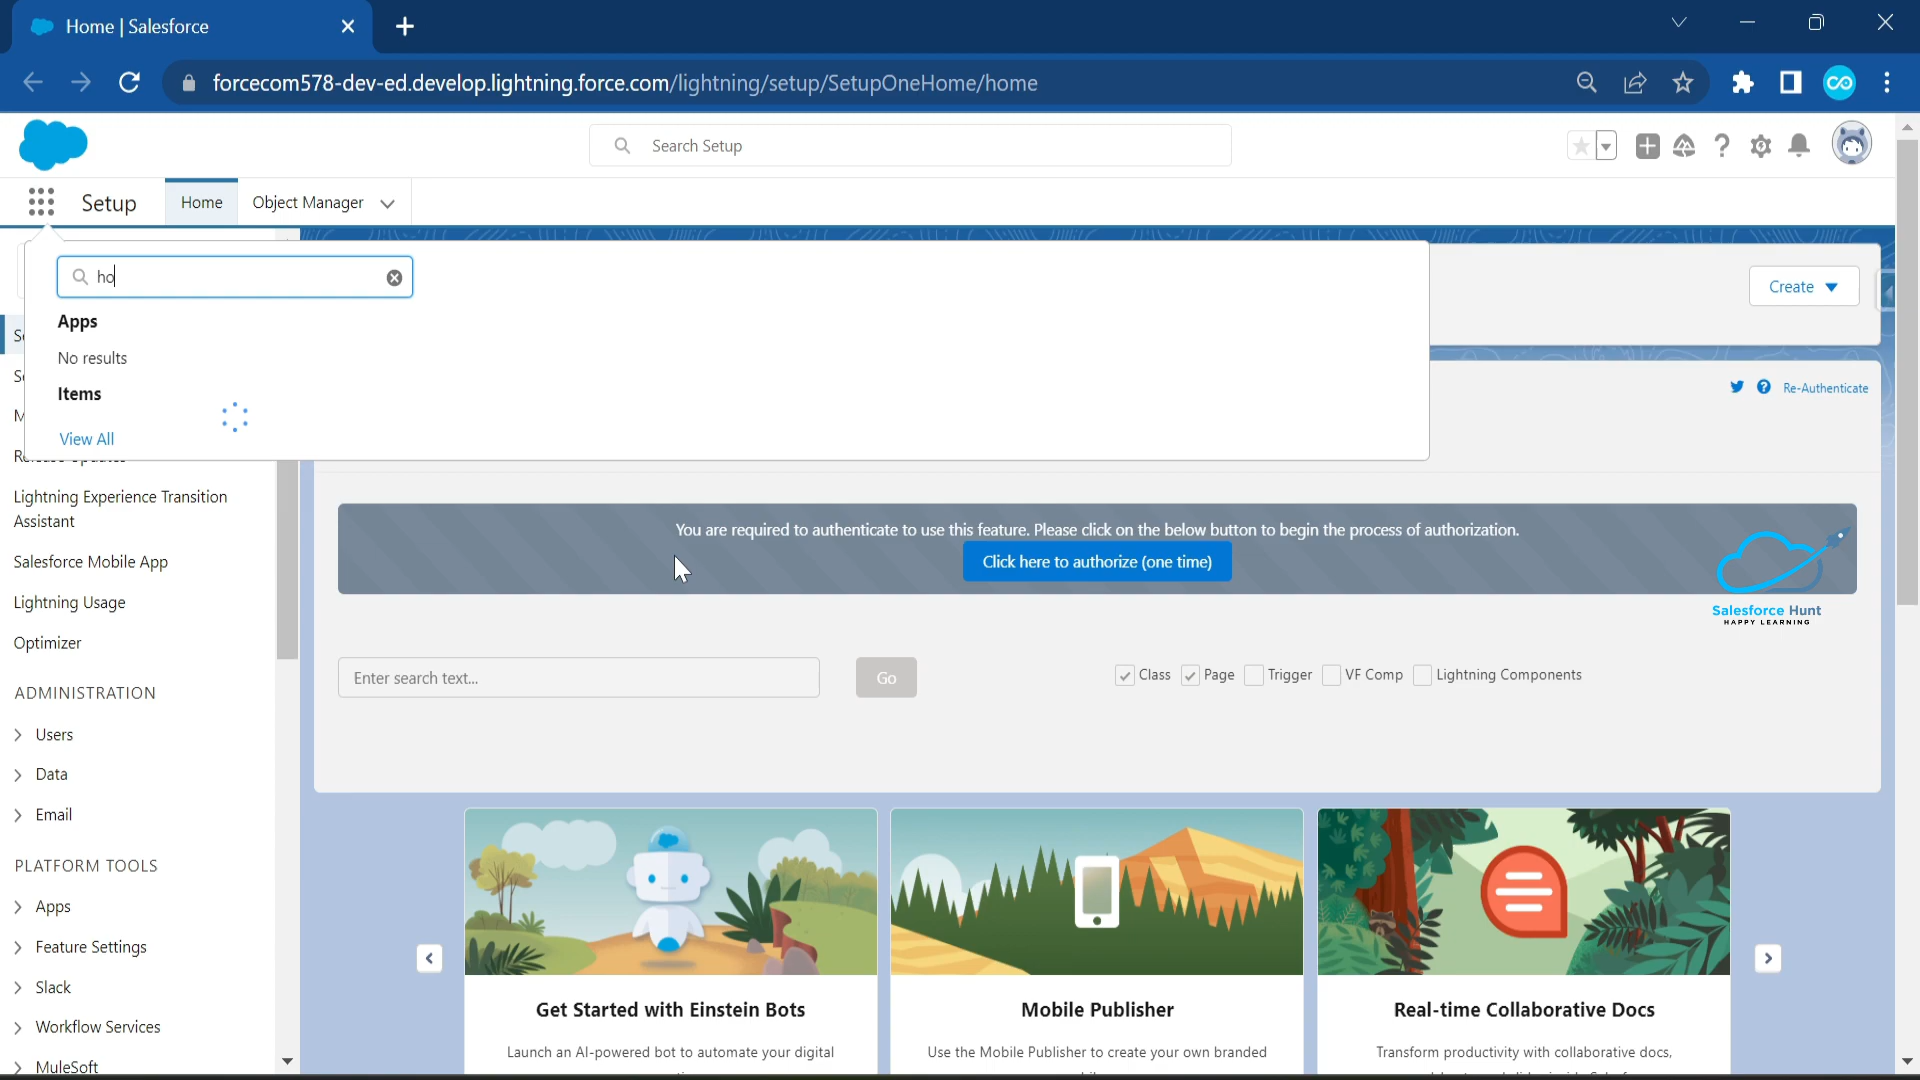 Home | Salesforce
forcecom578-dev-ed.develop.lightning.force.com/lightning/setup/SetupOneHome/home
Search Setup
Setup
Home
Object Manager
ho
Apps
No results
Items
View All
Create
Re-Authenticate
Lightning Experience Transition
Assistant
Salesforce Mobile App
Lightning Usage
Optimizer
ADMINISTRATION
Users
Data
Email
PLATFORM TOOLS
Apps
Feature Settings
Slack
Workflow Services
MuleSoft
You are required to authenticate to use this feature. Please click on the below button to begin the process of authorization.
Click here to authorize (one time)
Salesforce Hunt
HAPPY LEARNING
Enter search text...
Go
Class
Page
Trigger
VF Comp
Lightning Components
Get Started with Einstein Bots
Launch an AI-powered bot to automate your digital
Mobile Publisher
Use the Mobile Publisher to create your own branded
Real-time Collaborative Docs
Transform productivity with collaborative docs,